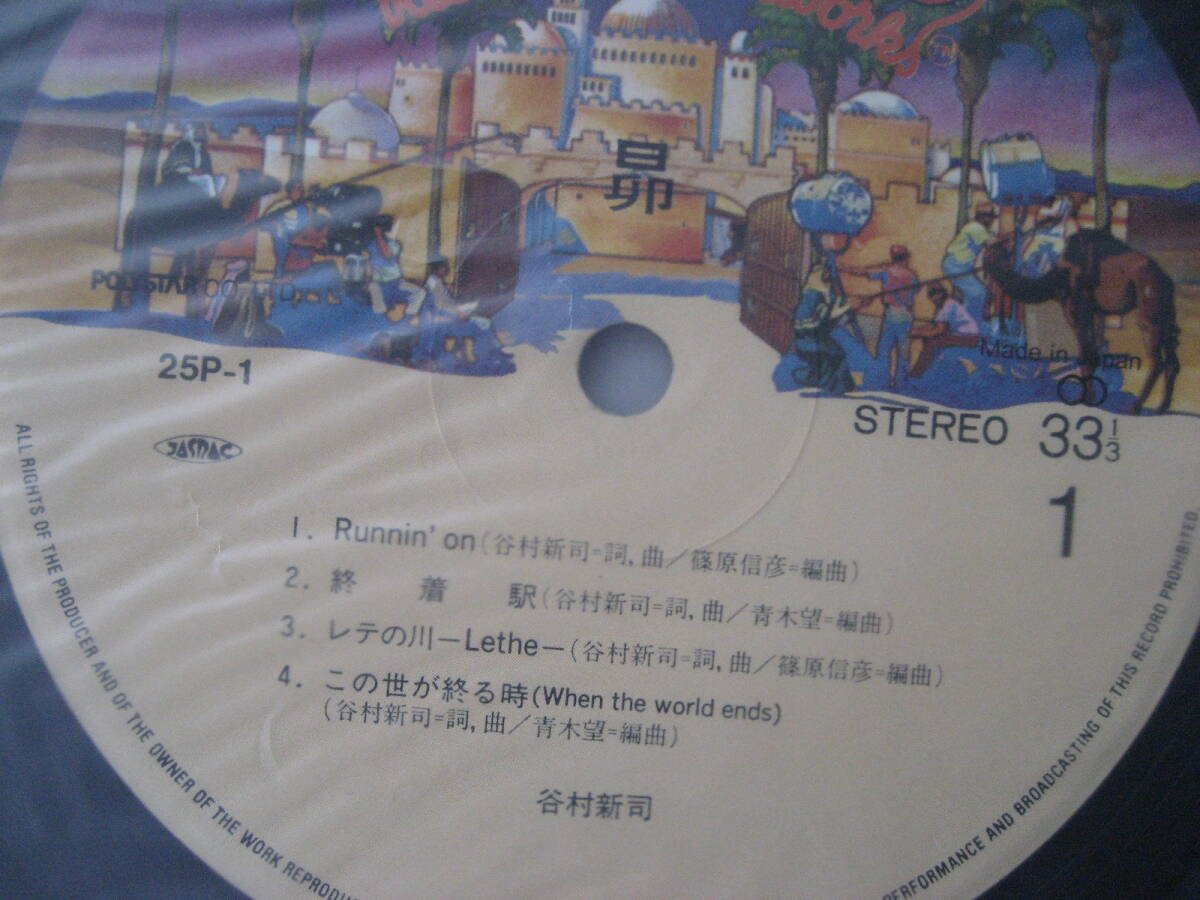 works TM
昴
POLYSTAR CO
Made in Japan
25P-1
JASRAC
STEREO 33 1/3
1
1. Runnin' on (谷村新司=詞, 曲/篠原信彦=編曲)
2. 終着駅 (谷村新司=詞, 曲/青木望=編曲)
3. レテの川 —Lethe— (谷村新司=詞, 曲/篠原信彦=編曲)
4. この世が終る時 (When the world ends)
(谷村新司=詞, 曲/青木望=編曲)
谷村新司
ALL RIGHTS OF THE PRODUCER AND OF THE OWNER OF THE WORK REPRODU
PERFORMANCE AND BROADCASTING OF THIS RECORD PROHIBITED